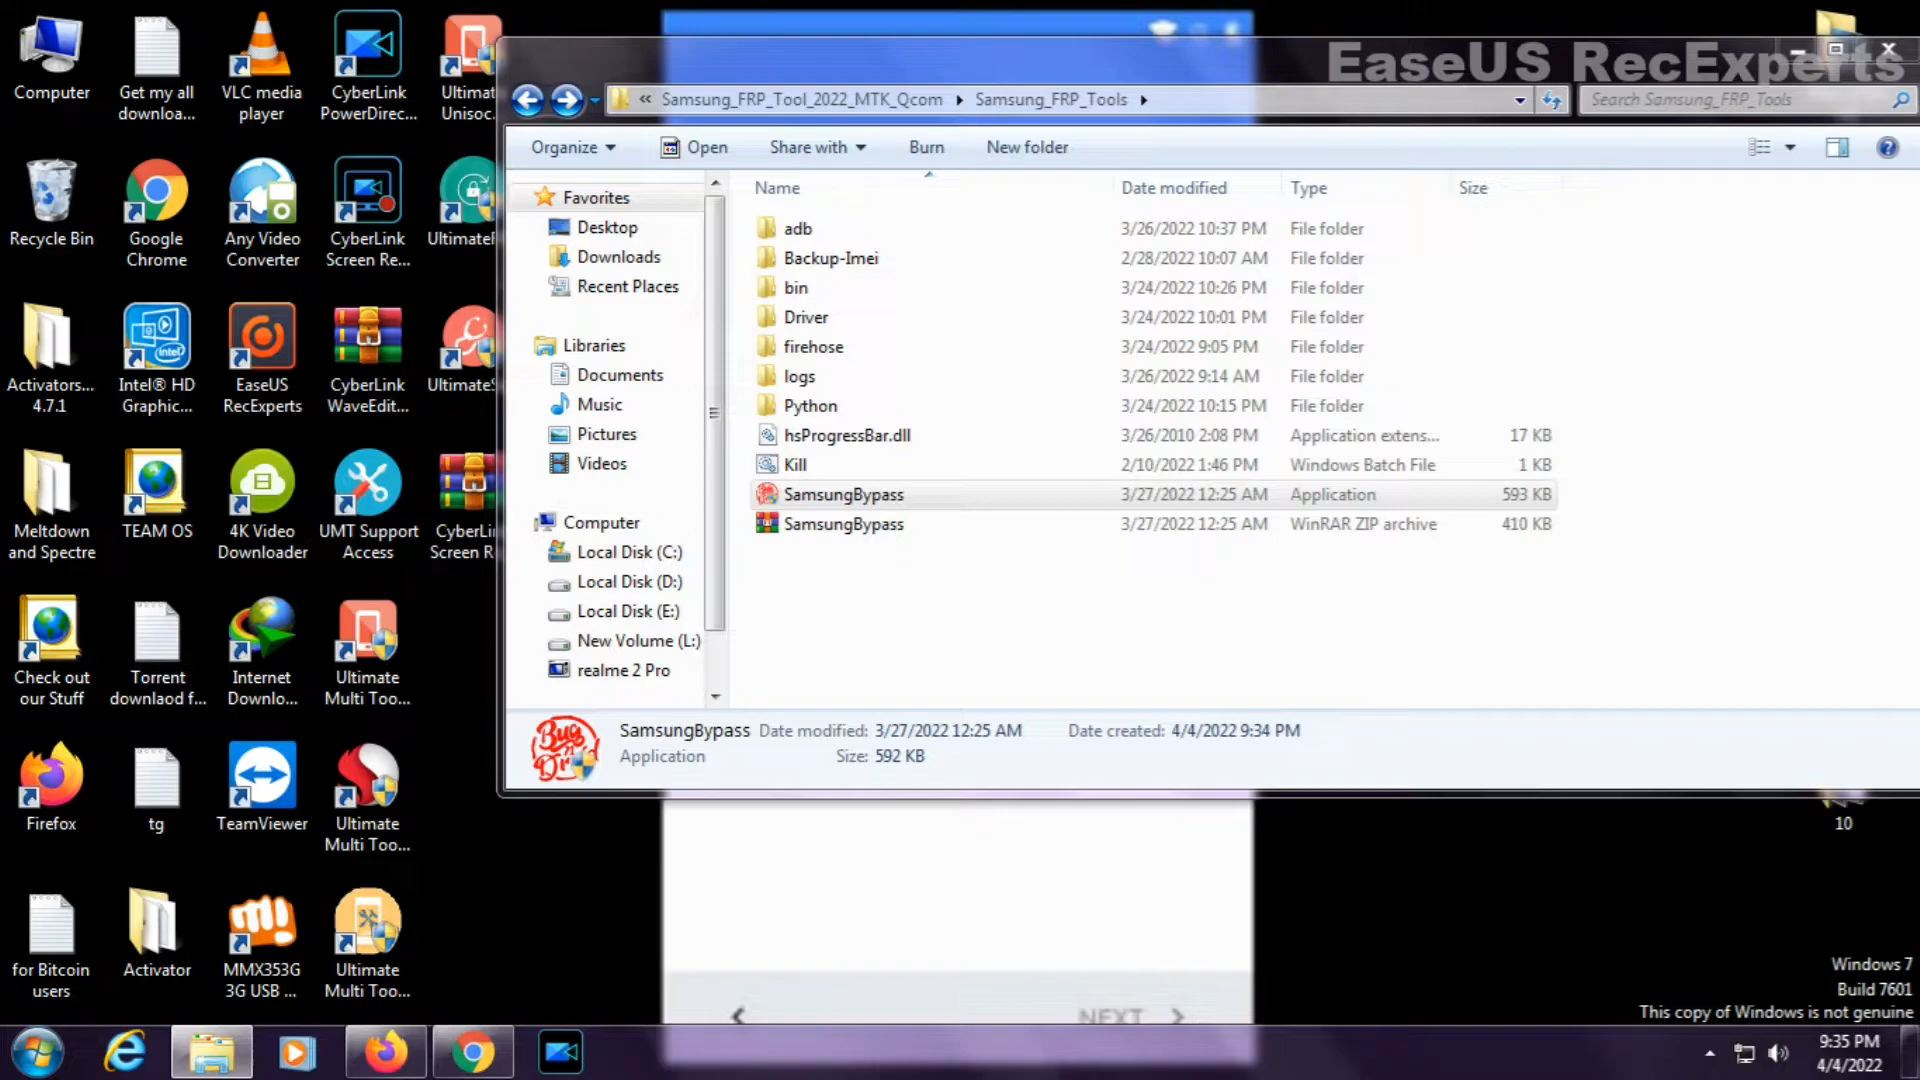 Computer
Get my all
downloa...
VLC media
player
CyberLink
PowerDirec...
Ultimat
Unisoc.
Recycle Bin
Google
Chrome
Any Video
Converter
CyberLink
Screen Re...
Activators...
4.7.1
Intel® HD
Graphic...
EaseUS
RecExperts
CyberLink
WaveEdit...
UltimateS
Meltdown
and Spectre
TEAM OS
4K Video
Downloader
UMT Support
Access
CyberLin
Screen R
Check out
our Stuff
Torrent
downlaod f...
Internet
Downlo...
Ultimate
Multi Too...
Firefox
tg
TeamViewer
Ultimate
Multi Too...
for Bitcoin
users
Activator
MMX353G
3G USB ...
Ultimate
Multi Too...
EaseUS RecExperts
« Samsung_FRP_Tool_2022_MTK_Qcom Samsung_FRP_Tools
Search Samsung_FRP_Tools
Organize Open Share with Burn New folder
Favorites
Desktop
Downloads
Recent Places
Libraries
Documents
Music
Pictures
Videos
Computer
Local Disk (C:)
Local Disk (D:)
Local Disk (E:)
New Volume (L:)
realme 2 Pro
Name Date modified Type Size
adb 3/26/2022 10:37 PM File folder
Backup-Imei 2/28/2022 10:07 AM File folder
bin 3/24/2022 10:26 PM File folder
Driver 3/24/2022 10:01 PM File folder
firehose 3/24/2022 9:05 PM File folder
logs 3/26/2022 9:14 AM File folder
Python 3/24/2022 10:15 PM File folder
hsProgressBar.dll 3/26/2010 2:08 PM Application extens... 17 KB
Kill 2/10/2022 1:46 PM Windows Batch File 1 KB
SamsungBypass 3/27/2022 12:25 AM Application 593 KB
SamsungBypass 3/27/2022 12:25 AM WinRAR ZIP archive 410 KB
SamsungBypass Date modified: 3/27/2022 12:25 AM Date created: 4/4/2022 9:34 PM
Application Size: 592 KB
10
NEXT
Windows 7
Build 7601
This copy of Windows is not genuine
9:35 PM
4/4/2022